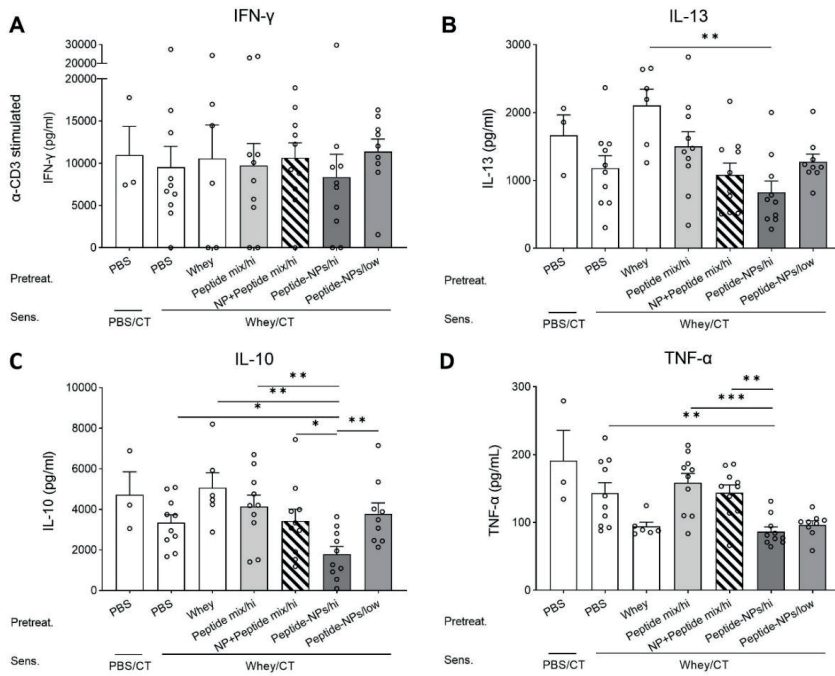 A
IFN-γ
α-CD3 stimulated
IFN-γ (pg/ml)
30000
20000
20000
15000
10000
5000
0
Pretreat.
PBS
PBS
Whey
Peptide mix/hi
NP+Peptide mix/hi
Peptide-NPs/hi
Peptide-NPs/low
Sens.
PBS/CT
Whey/CT
B
IL-13
IL-13 (pg/ml)
3000
2000
1000
0
**
Pretreat.
PBS
PBS
Whey
Peptide mix/hi
NP+Peptide mix/hi
Peptide-NPs/hi
Peptide-NPs/low
Sens.
PBS/CT
Whey/CT
C
IL-10
IL-10 (pg/ml)
10000
8000
6000
4000
2000
0
**
**
*
*
**
Pretreat.
PBS
PBS
Whey
Peptide mix/hi
NP+Peptide mix/hi
Peptide-NPs/hi
Peptide-NPs/low
Sens.
PBS/CT
Whey/CT
D
TNF-α
TNF-α (pg/mL)
300
200
100
0
**
***
**
Pretreat.
PBS
PBS
Whey
Peptide mix/hi
NP+Peptide mix/hi
Peptide-NPs/hi
Peptide-NPs/low
Sens.
PBS/CT
Whey/CT